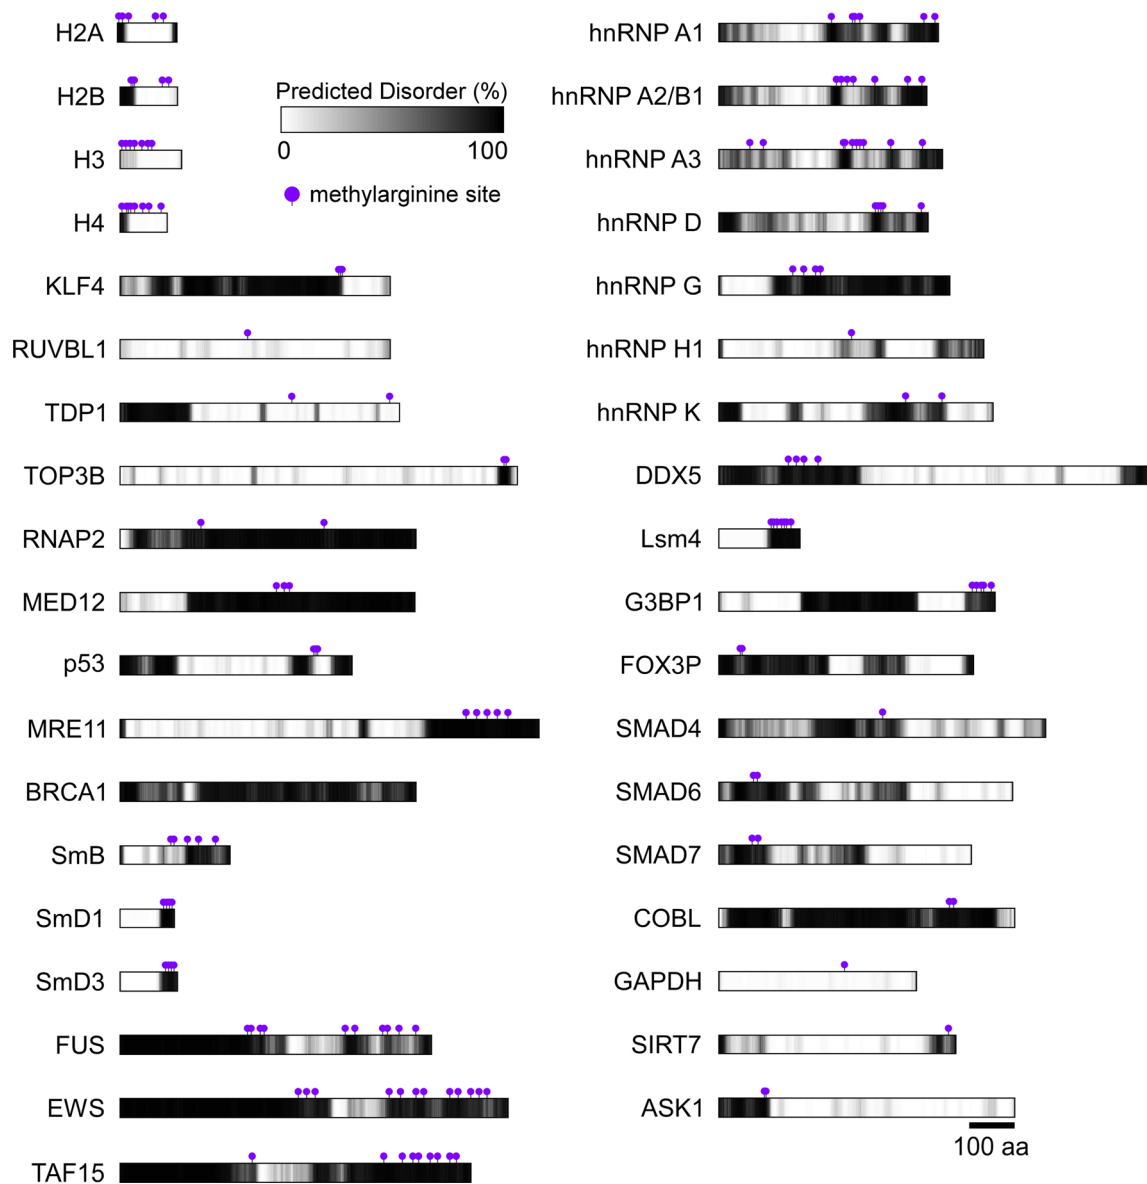 H2A
H2B
H3
H4
KLF4
RUVBL1
TDP1
TOP3B
RNAP2
MED12
p53
MRE11
BRCA1
SmB
SmD1
SmD3
FUS
EWS
TAF15
Predicted Disorder (%)
0 100
methylarginine site
hnRNP A1
hnRNP A2/B1
hnRNP A3
hnRNP D
hnRNP G
hnRNP H1
hnRNP K
DDX5
Lsm4
G3BP1
FOX3P
SMAD4
SMAD6
SMAD7
COBL
GAPDH
SIRT7
ASK1
100 aa